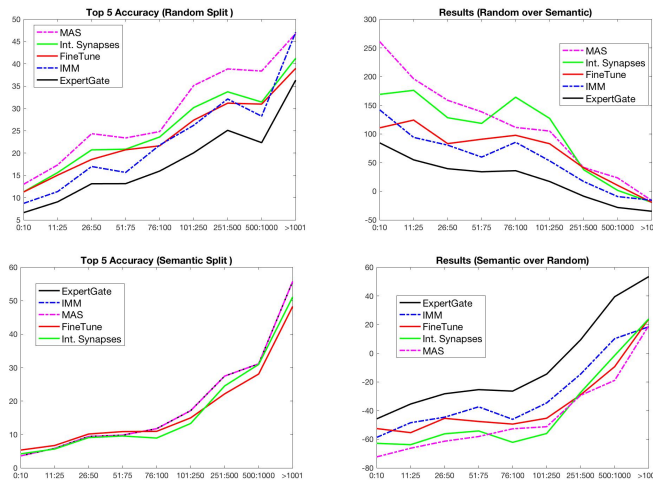 Top 5 Accuracy (Random Split )
50
45
40
35
30
25
20
15
10
5
MAS
Int. Synapses
FineTune
IMM
ExpertGate
0:10 11:25 26:50 51:75 76:100 101:250 251:500 500:1000 >1001
Results (Random over Semantic)
300
250
200
150
100
50
0
-50
MAS
Int. Synapses
FineTune
IMM
ExpertGate
0:10 11:25 26:50 51:75 76:100 101:250 251:500 500:1000 >1001
Top 5 Accuracy (Semantic Split )
60
50
40
30
20
10
0
ExpertGate
IMM
MAS
FineTune
Int. Synapses
0:10 11:25 26:50 51:75 76:100 101:250 251:500 500:1000 >1001
Results (Semantic over Random)
60
40
20
0
-20
-40
-60
-80
ExpertGate
IMM
FineTune
Int. Synapses
MAS
0:10 11:25 26:50 51:75 76:100 101:250 251:500 500:1000 >1001